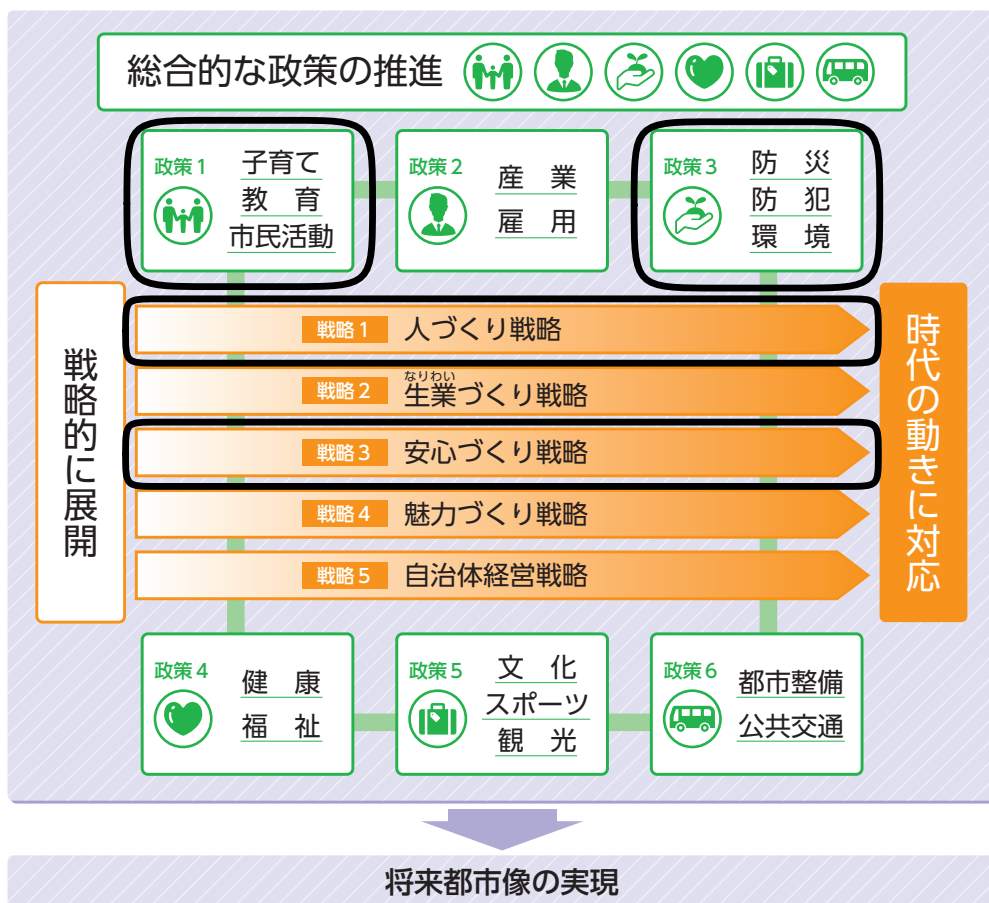 総合的な政策の推進
政策1
子育て
教 育
市民活動
政策2
産 業
雇 用
政策3
防 災
防 犯
環 境
戦略的に展開
戦略1 人づくり戦略
なりわい
戦略2 生業づくり戦略
戦略3 安心づくり戦略
戦略4 魅力づくり戦略
戦略5 自治体経営戦略
時代の動きに対応
政策4
健 康
福 祉
政策5
文 化
スポーツ
観 光
政策6
都市整備
公共交通
将来都市像の実現